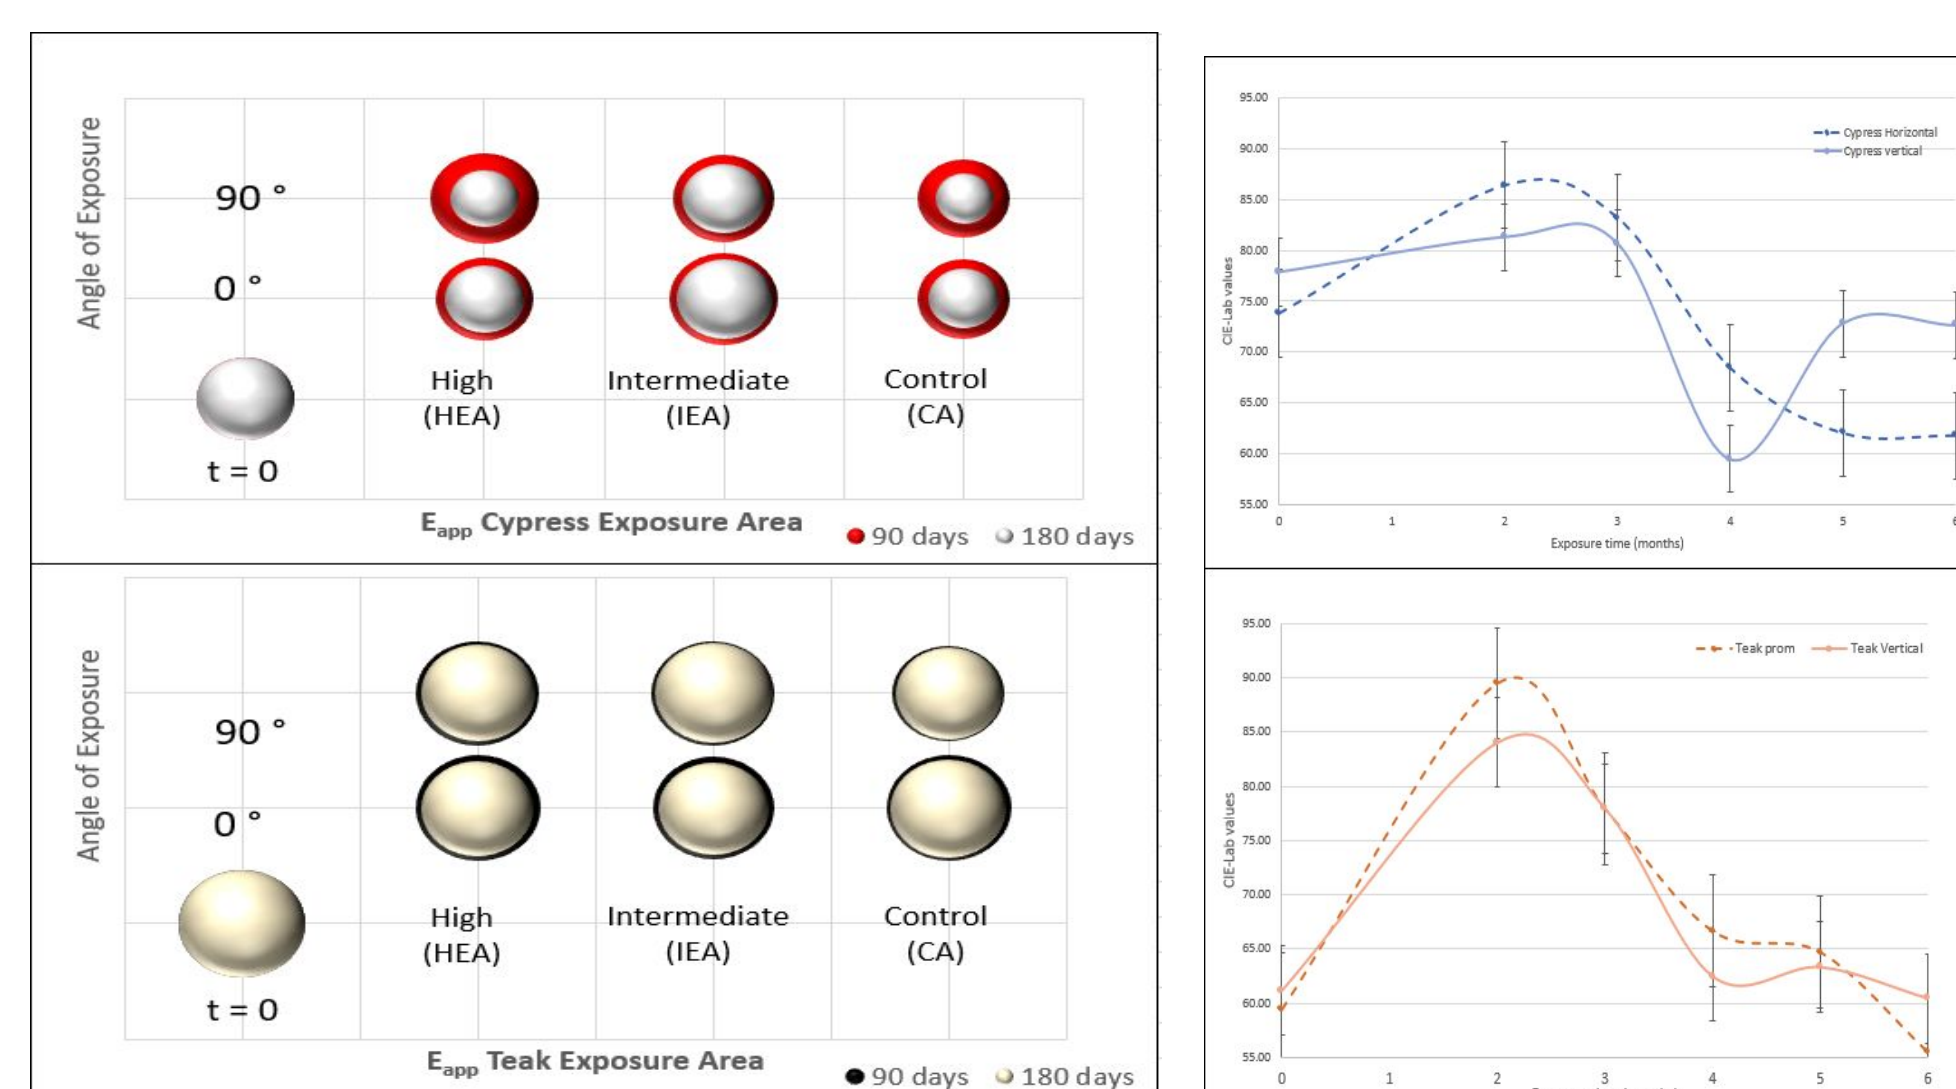 Angle of Exposure
90 °
0 °
t = 0
High
(HEA)
Intermediate
(IEA)
Control
(CA)
Eapp Cypress Exposure Area
90 days
180 days
Angle of Exposure
90 °
0 °
t = 0
High
(HEA)
Intermediate
(IEA)
Control
(CA)
Eapp Teak Exposure Area
90 days
180 days
CIE-Lab values
95.00
90.00
85.00
80.00
75.00
70.00
65.00
60.00
55.00
0 1 2 3 4 5 6
Exposure time (months)
Cypress Horizontal
Cypress vertical
CIE-Lab values
95.00
90.00
85.00
80.00
75.00
70.00
65.00
60.00
55.00
0 1 2 3 4 5 6
Teak prom
Teak Vertical